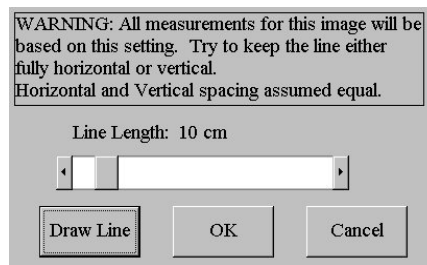 WARNING: All measurements for this image will be
based on this setting. Try to keep the line either
fully horizontal or vertical.
Horizontal and Vertical spacing assumed equal.
Line Length: 10 cm
Draw Line OK Cancel